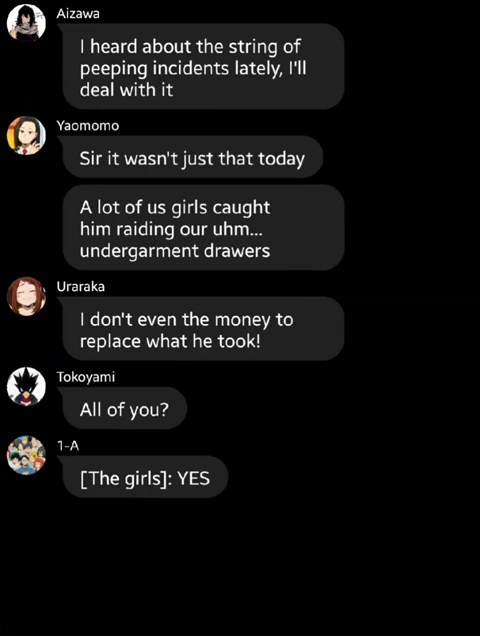 Aizawa
I heard about the string of
peeping incidents lately, I'll
deal with it
Yaomomo
Sir it wasn't just that today
A lot of us girls caught
him raiding our uhm...
undergarment drawers
Uraraka
I don't even the money to
replace what he took!
Tokoyami
All of you?
1-A
[The girls]: YES